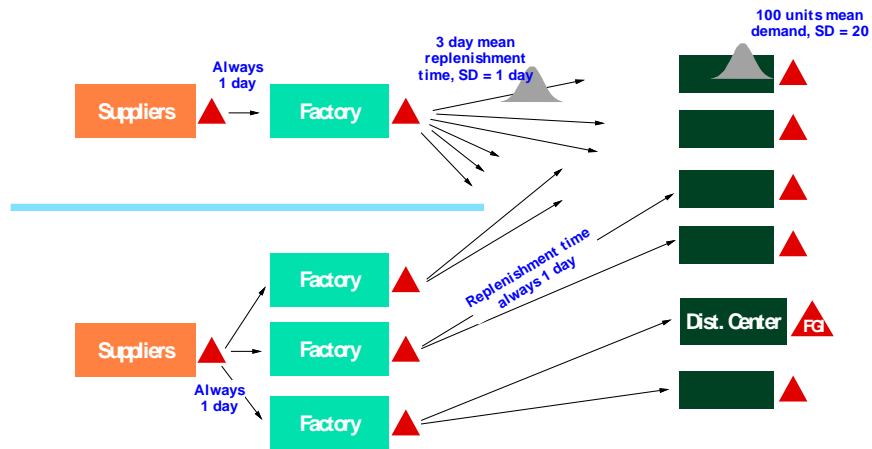 100 units mean
demand, SD = 20
3 day mean
replenishment
time, SD = 1 day
Always
1 day
Suppliers
Factory
Factory
Replenishment time
always 1 day
Suppliers
Factory
Dist. Center
FGI
Always
1 day
Factory